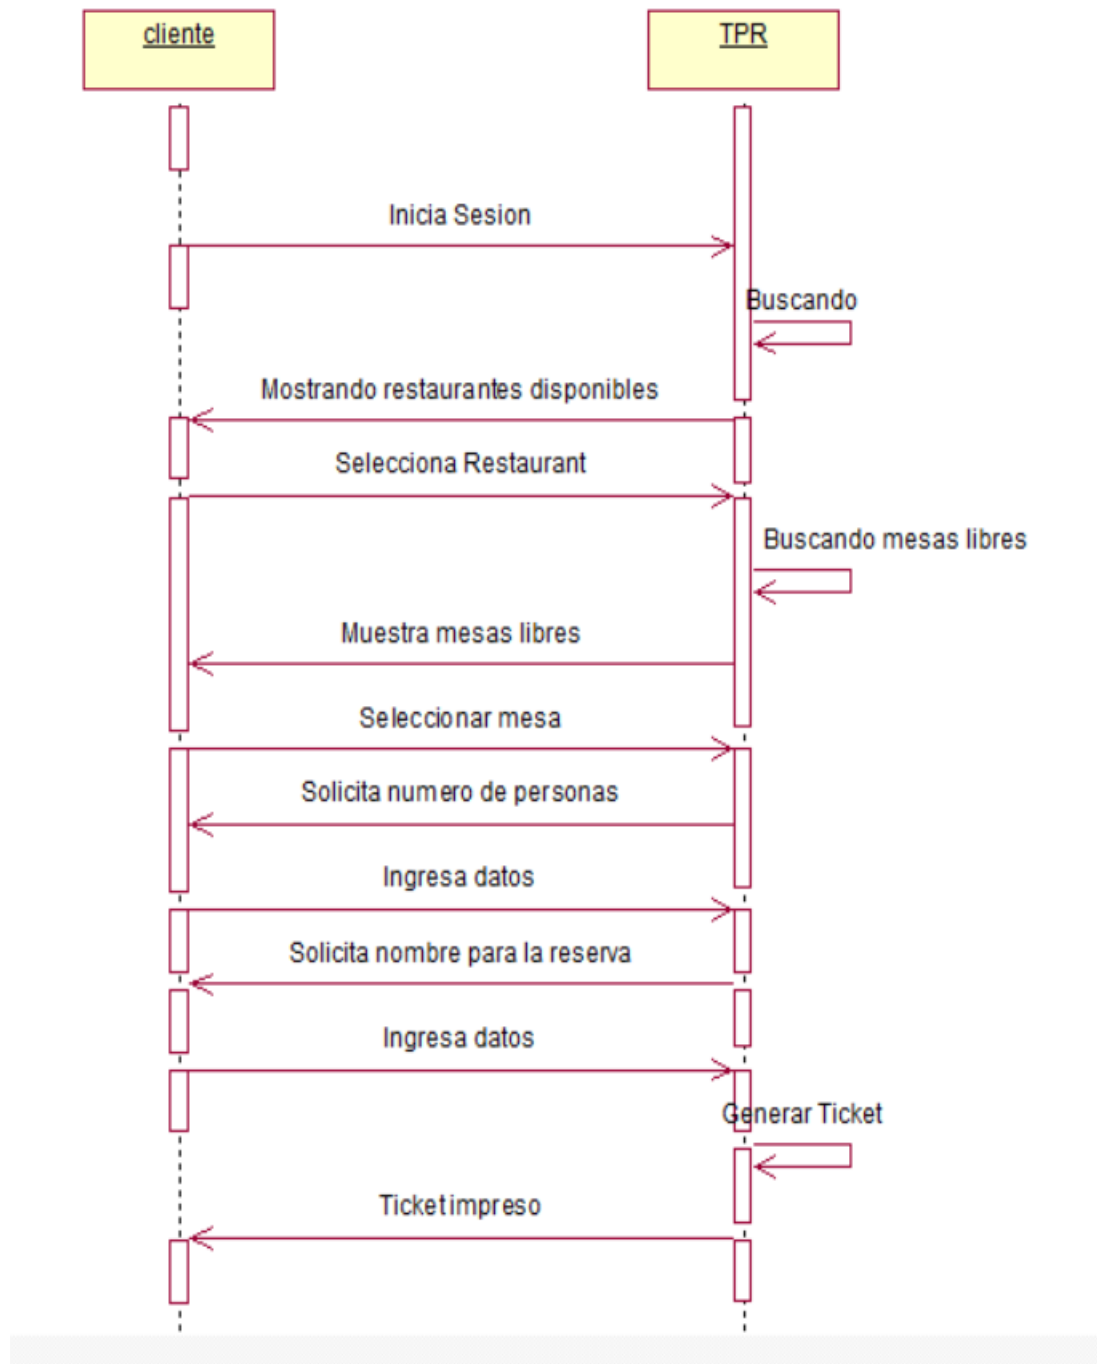 cliente
TPR
Inicia Sesion
Buscando
Mostrando restaurantes disponibles
Selecciona Restaurant
Buscando mesas libres
Muestra mesas libres
Seleccionar mesa
Solicita numero de personas
Ingresa datos
Solicita nombre para la reserva
Ingresa datos
Generar Ticket
Ticket impreso